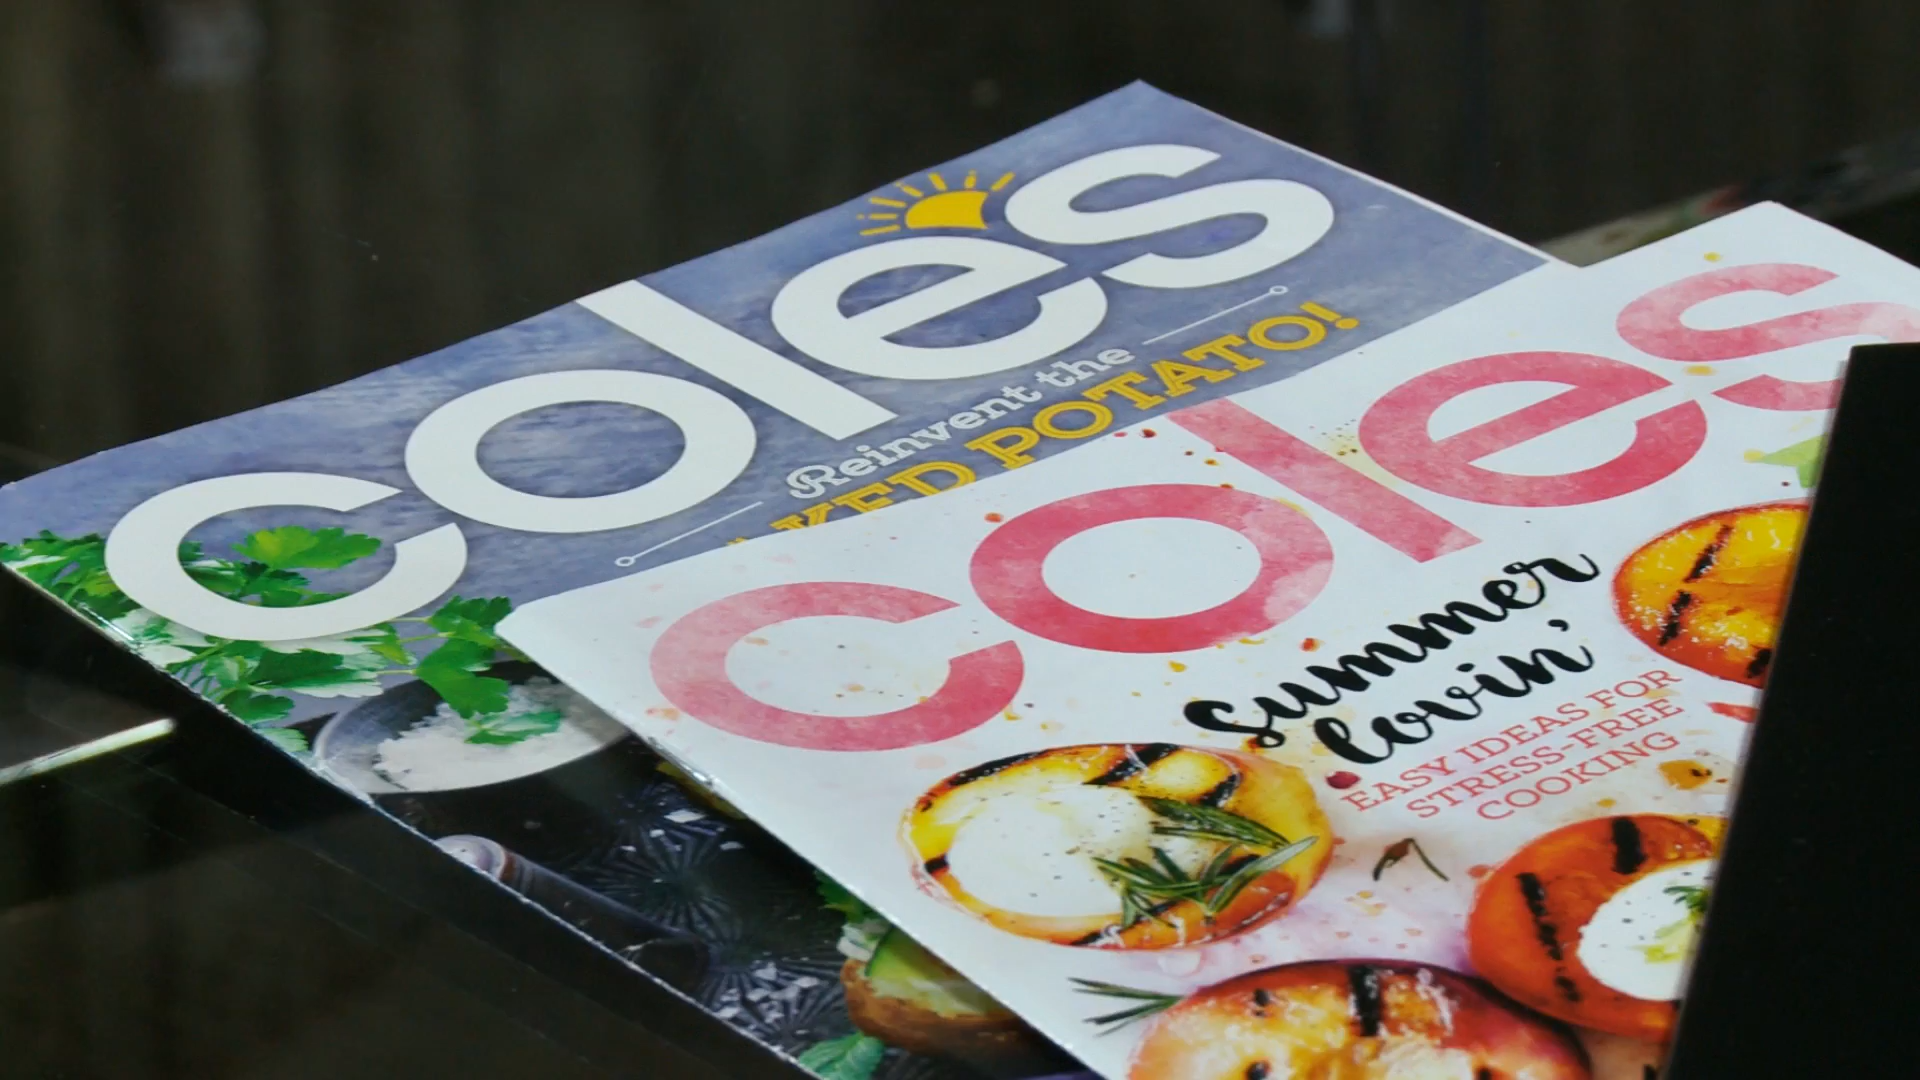 coles
Reinvent the
KED POTATO!
coles
summer
lovin'
EASY IDEAS FOR
STRESS-FREE
COOKING